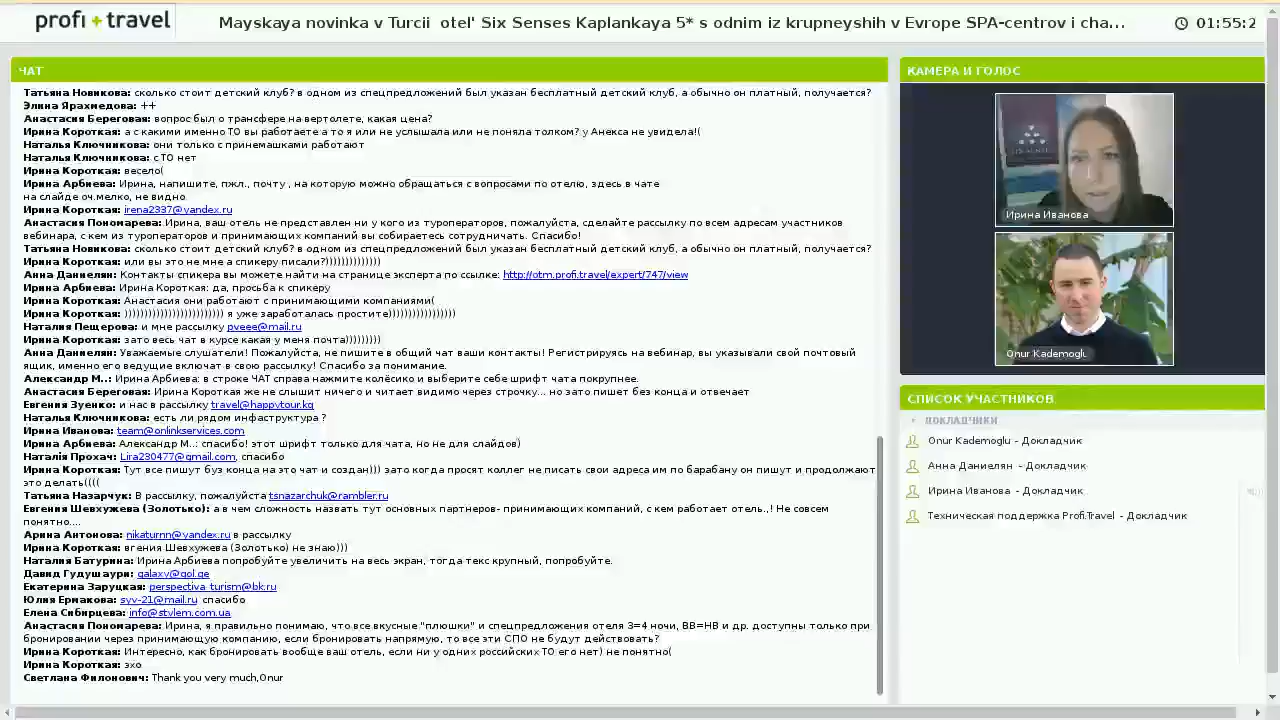 profi + travel
Mayskaya novinka v Turcii otel' Six Senses Kaplankaya 5* s odnim iz krupneyshih v Evrope SPA-centrov i cha...
01:55:2
ЧАТ
Татьяна Новикова: сколько стоит детский клуб? в одном из спецпредложений был указан бесплатный детский клуб, а обычно он платный, получается?
Элина Ярахмедова: ++
Анастасия Береговая: вопрос был о трансфере на вертолете, какая цена?
Ирина Короткая: а с какими именно ТО вы работаете а то я или не услышала или не поняла толком? у Анекса не увидела!(
Наталья Ключникова: они только с принемашками работают
Наталья Ключникова: с ТО нет
Ирина Короткая: весело(
Ирина Арбиева: Ирина, напишите, пжл., почту , на которую можно обращаться с вопросами по отелю, здесь в чате
на слайде оч.мелко, не видно
Ирина Короткая: irena2337@yandex.ru
Анастасия Пономарева: Ирина, ваш отель не представлен ни у кого из туроператоров, пожалуйста, сделайте рассылку по всем адресам участников
вебинара, с кем из туроператоров и принимающих компаний вы собираетесь сотрудничать. Спасибо!
Татьяна Новикова: сколько стоит детский клуб? в одном из спецпредложений был указан бесплатный детский клуб, а обычно он платный, получается?
Ирина Короткая: или вы это не мне а спикеру писали?))))))))))))))
Анна Даниелян: Контакты спикера вы можете найти на странице эксперта по ссылке: http://otm.profi.travel/expert/747/view
Ирина Арбиева: Ирина Короткая: да, просьба к спикеру
Ирина Короткая: Анастасия они работают с принимающими компаниями(
Ирина Короткая: ))))))))))))))))))))))))) я уже заработалась простите)))))))))))))))))
Наталия Пещерова: и мне рассылку pveee@mail.ru
Ирина Короткая: зато весь чат в курсе какая у меня почта)))))))))
Анна Даниелян: Уважаемые слушатели! Пожалуйста, не пишите в общий чат ваши контакты! Регистрируясь на вебинар, вы указывали свой почтовый
ящик, именно его ведущие включат в свою рассылку! Спасибо за понимание.
Александр М..: Ирина Арбиева: в строке ЧАТ справа нажмите колёсико и выберите себе шрифт чата покрупнее.
Анастасия Береговая: Ирина Короткая же не слышит ничего и читает видимо через строчку... но зато пишет без конца и отвечает
Евгения Зуенко: и нас в рассылку travel@happytour.kg
Наталья Ключникова: есть ли рядом инфаструктура ?
Ирина Иванова: team@onlinkservices.com
Ирина Арбиева: Александр М..: спасибо! этот шрифт только для чата, но не для слайдов)
Наталія Прохач: Lira230477@gmail.com, спасибо
Ирина Короткая: Тут все пишут буз конца на это чат и создан))) зато когда просят коллег не писать свои адреса им по барабану он пишут и продолжают
это делать((((
Татьяна Назарчук: В рассылку, пожалуйста tsnazarchuk@rambler.ru
Евгения Шевхужева (Золотько): а в чем сложность назвать тут основных партнеров- принимающих компаний, с кем работает отель.,! Не совсем
понятно....
Арина Антонова: nikaturnn@yandex.ru в рассылку
Ирина Короткая: вгения Шевхужева (Золотько) не знаю)))
Наталия Батурина: Ирина Арбиева попробуйте увеличить на весь экран, тогда текс крупный, попробуйте.
Давид Гудушаури: galaxy@gol.ge
Екатерина Заруцкая: perspectiva_turism@bk.ru
Юлия Ермакова: syv-21@mail.ru спасибо
Елена Сибирцева: info@stylem.com.ua
Анастасия Пономарева: Ирина, я правильно понимаю, что все вкусные "плюшки" и спецпредложения отеля 3=4 ночи, BB=HB и др. доступны только при
бронировании через принимающую компанию, если бронировать напрямую, то все эти СПО не будут действовать?
Ирина Короткая: Интересно, как бронировать вообще ваш отель, если ни у одних российских ТО его нет) не понятно(
Ирина Короткая: эхо
Светлана Филонович: Thank you very much,Onur
КАМЕРА И ГОЛОС
Ирина Иванова
Onur Kademoglu
СПИСОК УЧАСТНИКОВ
ДОКЛАДЧИКИ
Onur Kademoglu - Докладчик
Анна Даниелян - Докладчик
Ирина Иванова - Докладчик
Техническая поддержка Profi.Travel - Докладчик